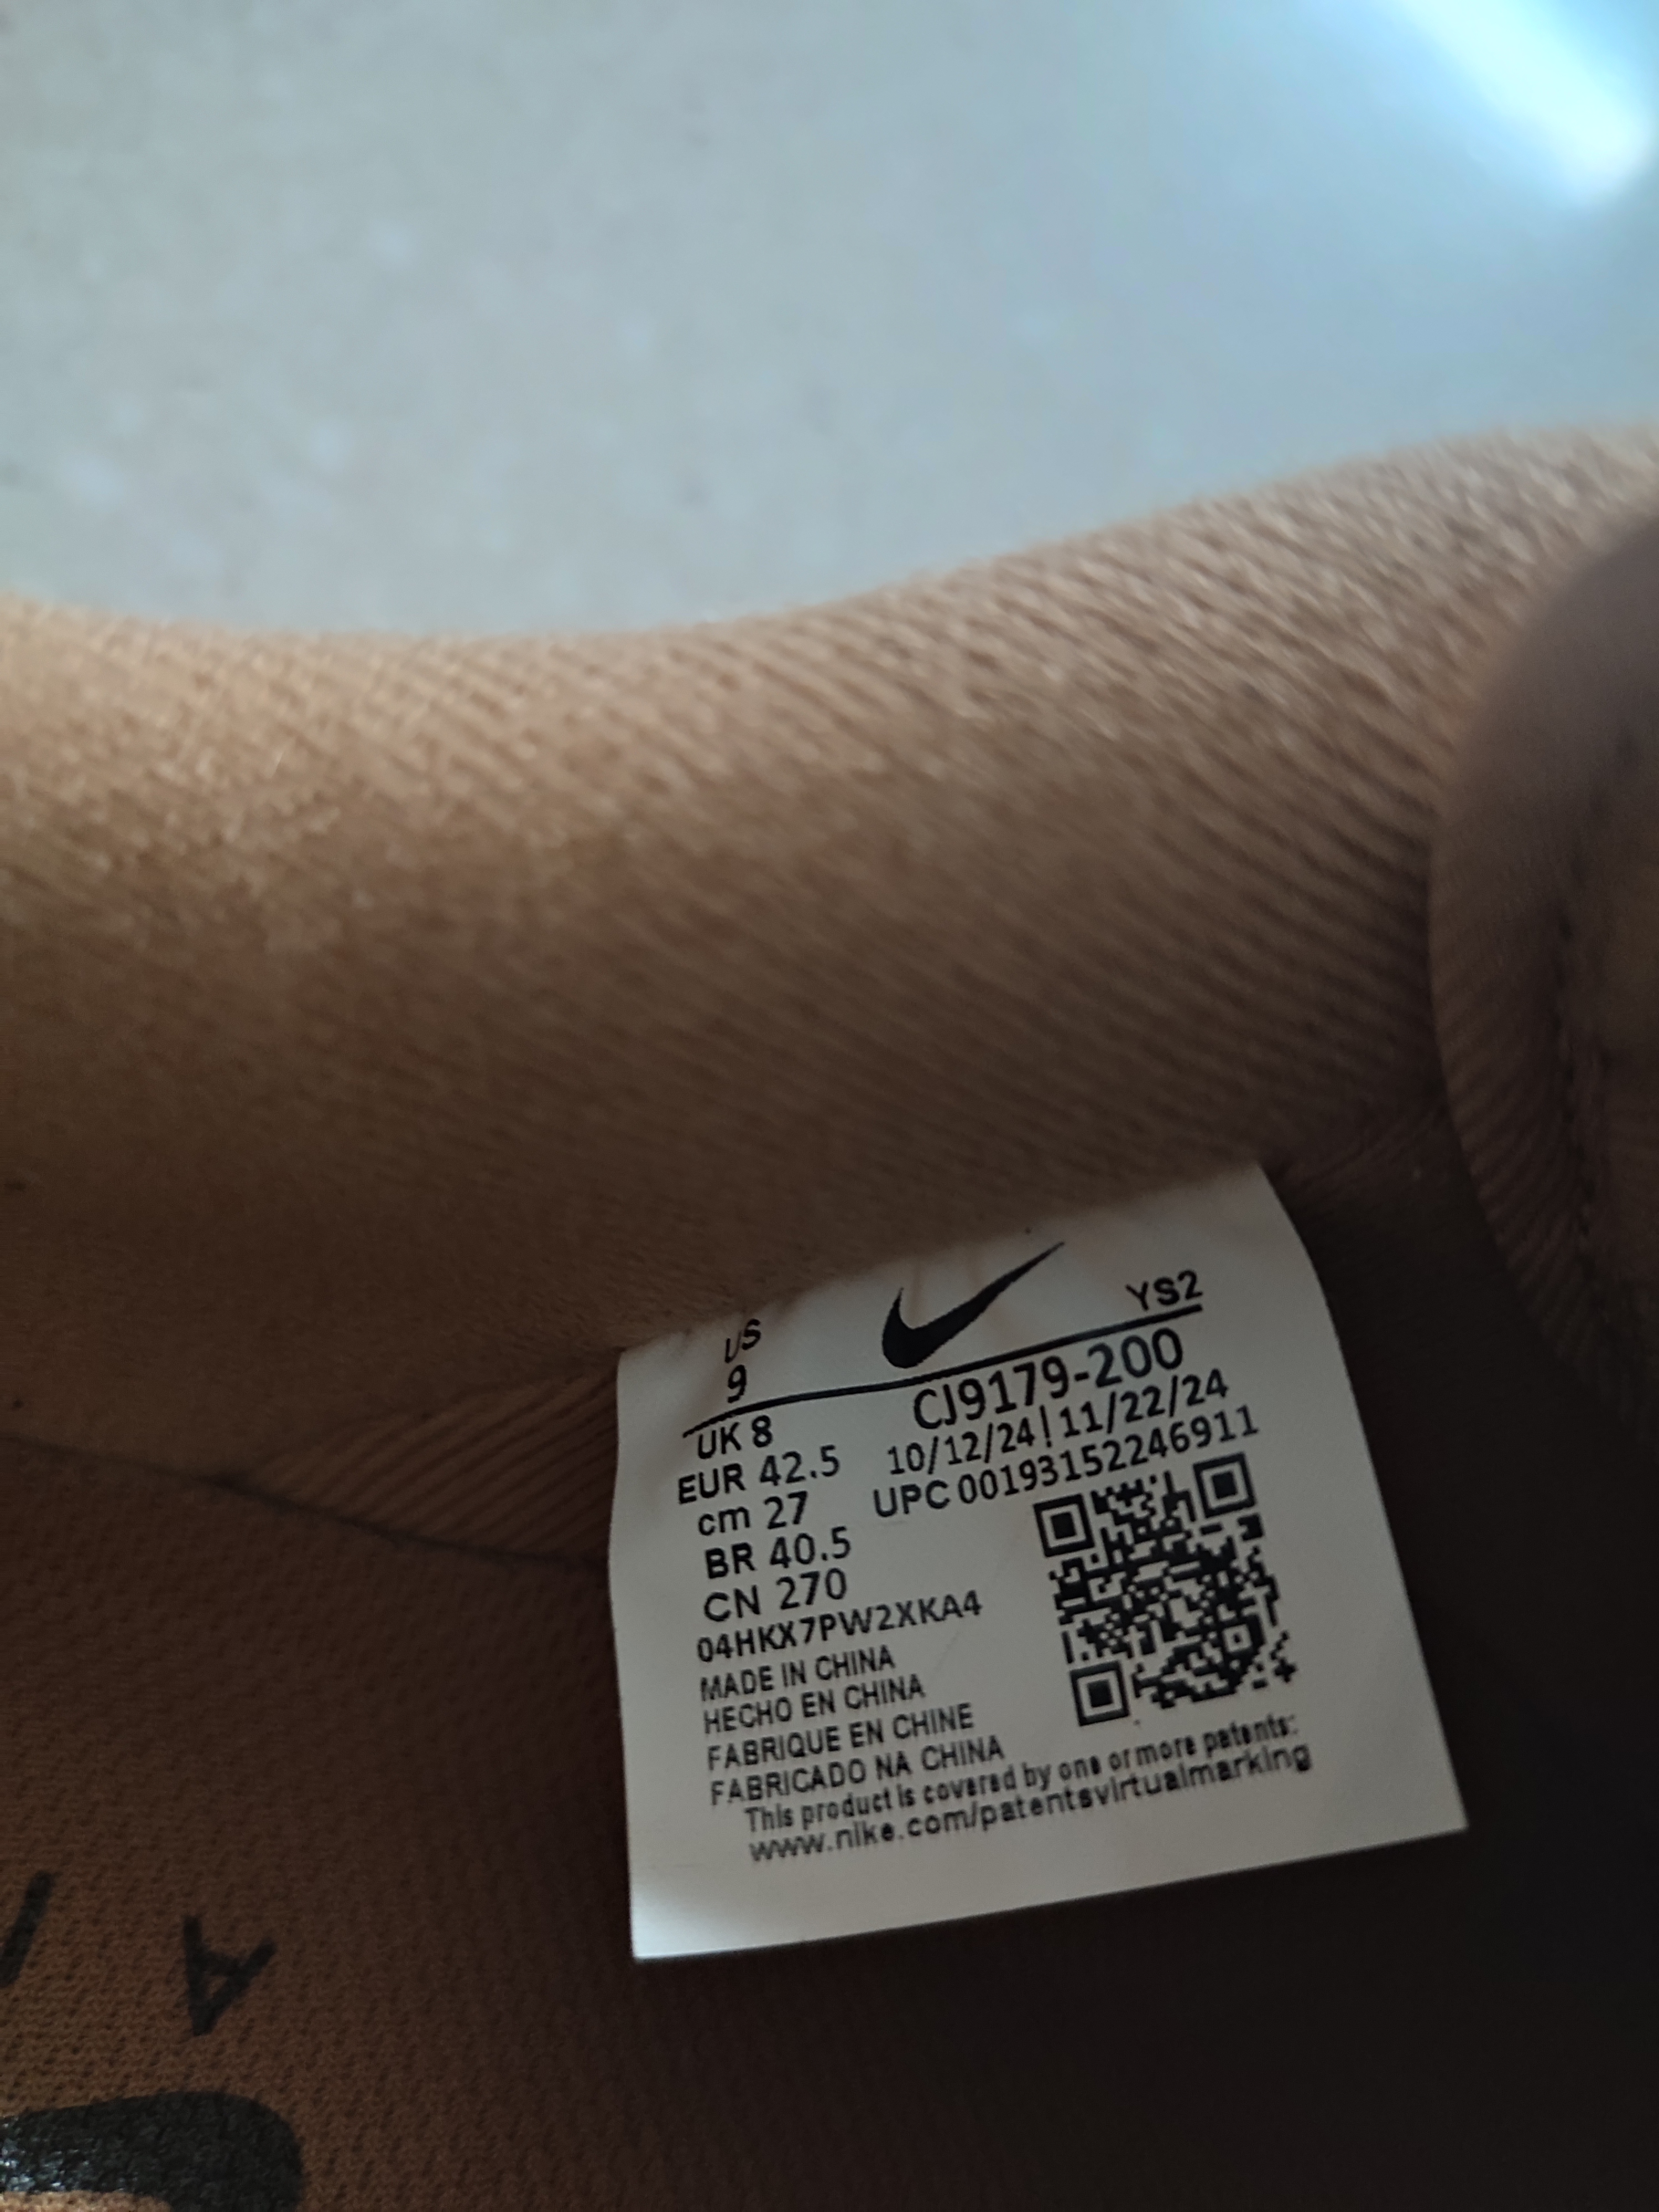 US
9
YS2
UK 8
CJ9179-200
EUR 42.5
10/12/24 | 11/22/24
cm 27
UPC 00193152246911
BR 40.5
CN 270
04HKX7PW2XKA4
MADE IN CHINA
HECHO EN CHINA
FABRIQUE EN CHINE
FABRICADO NA CHINA
This product is covered by one or more patents:
www.nike.com/patentsvirtualmarking